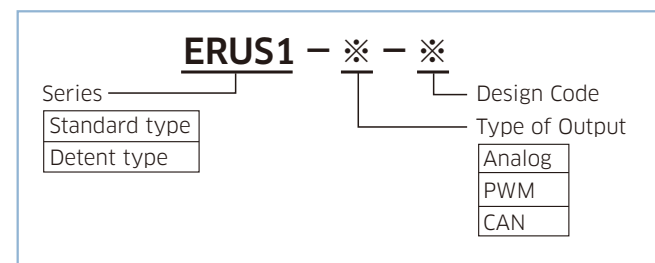 ERUS1 － ※ － ※
Series
Design Code
Standard type
Type of Output
Detent type
Analog
PWM
CAN